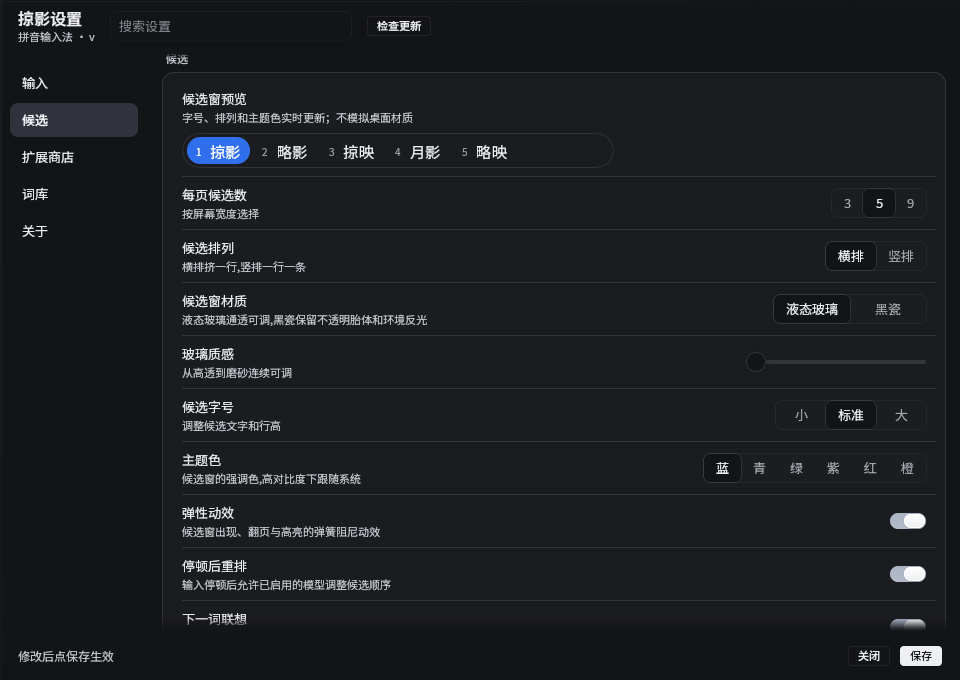 掠影设置
拼音输入法 · v
搜索设置
检查更新
输入
候选
扩展商店
词库
关于
候选
候选窗预览
字号、排列和主题色实时更新；不模拟桌面材质
1 掠影 2 略影 3 掠映 4 月影 5 略映
每页候选数
按屏幕宽度选择
3 5 9
候选排列
横排挤一行,竖排一行一条
横排 竖排
候选窗材质
液态玻璃通透可调,黑瓷保留不透明胎体和环境反光
液态玻璃 黑瓷
玻璃质感
从高透到磨砂连续可调
候选字号
调整候选文字和行高
小 标准 大
主题色
候选窗的强调色,高对比度下跟随系统
蓝 青 绿 紫 红 橙
弹性动效
候选窗出现、翻页与高亮的弹簧阻尼动效
停顿后重排
输入停顿后允许已启用的模型调整候选顺序
下一词联想
修改后点保存生效
关闭
保存